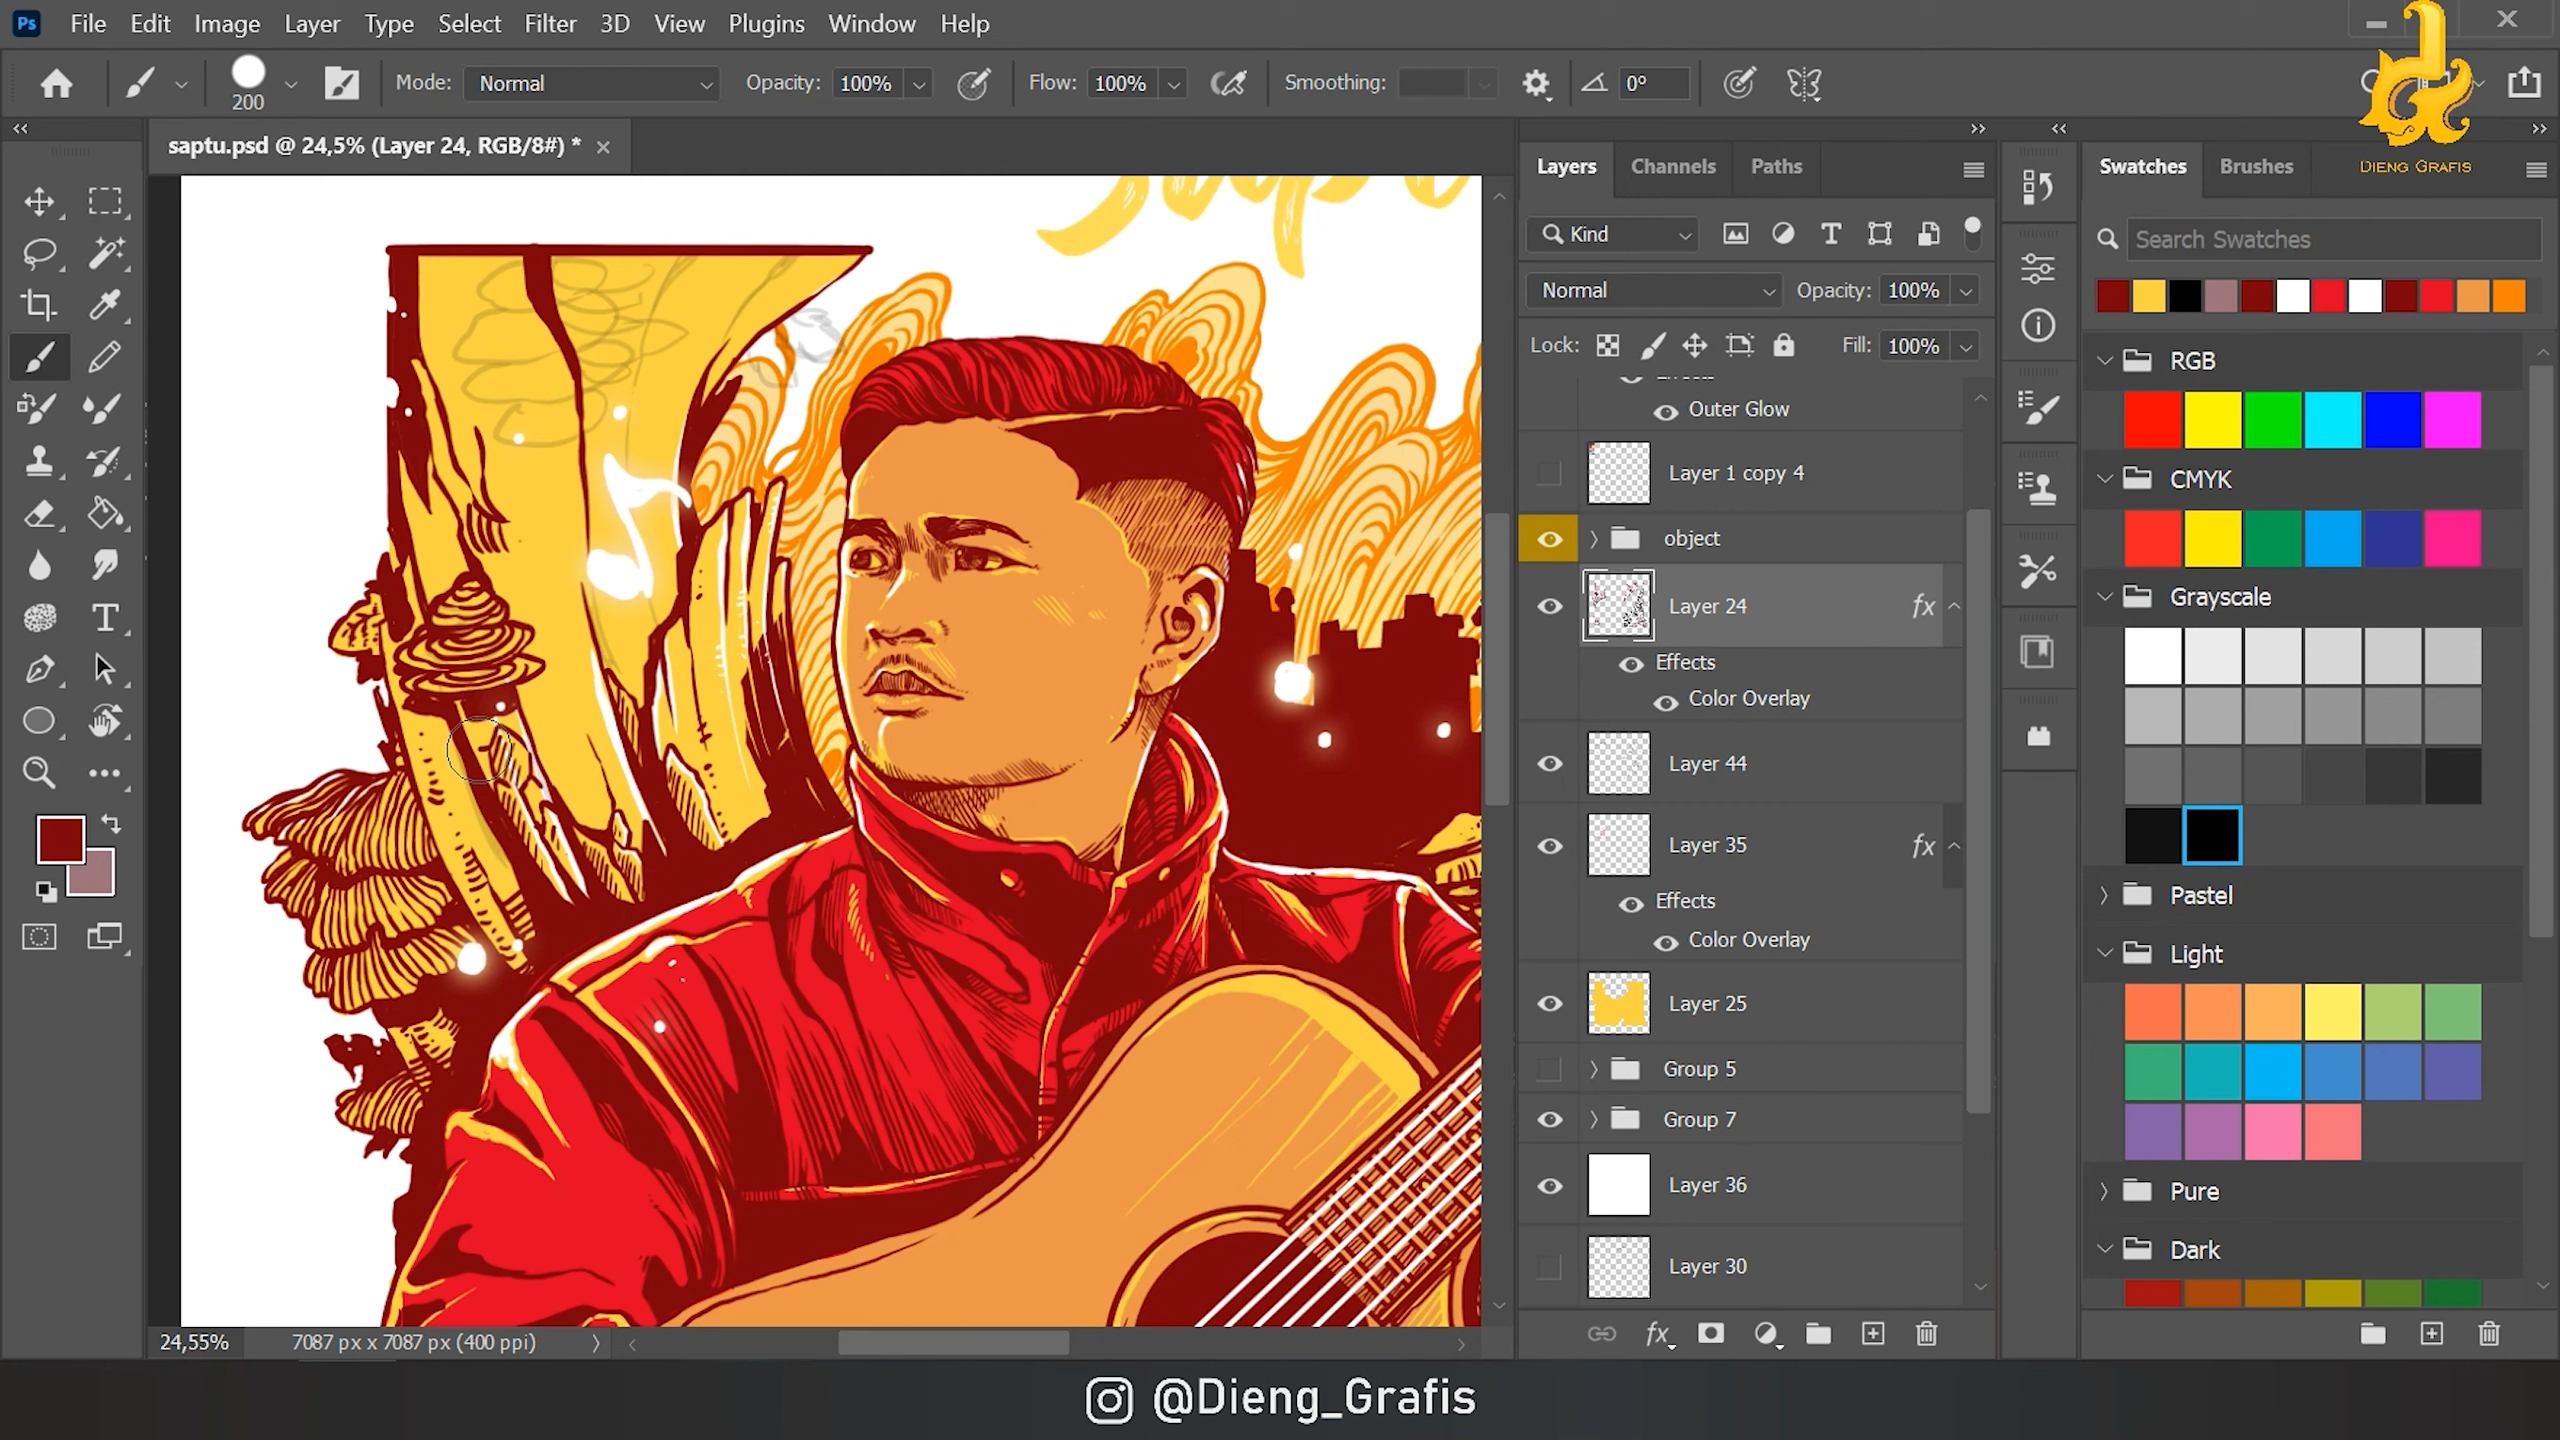 Ps File Edit Image Layer Type Select Filter 3D View Plugins Window Help
200 Mode: Normal Opacity: 100% Flow: 100% Smoothing: 0°
DIENG GRAFIS
saptu.psd @ 24,5% (Layer 24, RGB/8#) *
Layers Channels Paths
Kind
Normal Opacity: 100%
Lock: Fill: 100%
Outer Glow
Layer 1 copy 4
object
Layer 24 fx
Effects
Color Overlay
Layer 44
Layer 35 fx
Effects
Color Overlay
Layer 25
Group 5
Group 7
Layer 36
Layer 30
fx
Swatches Brushes
Search Swatches
RGB
CMYK
Grayscale
Pastel
Light
Pure
Dark
24,55% 7087 px x 7087 px (400 ppi)
@Dieng_Grafis